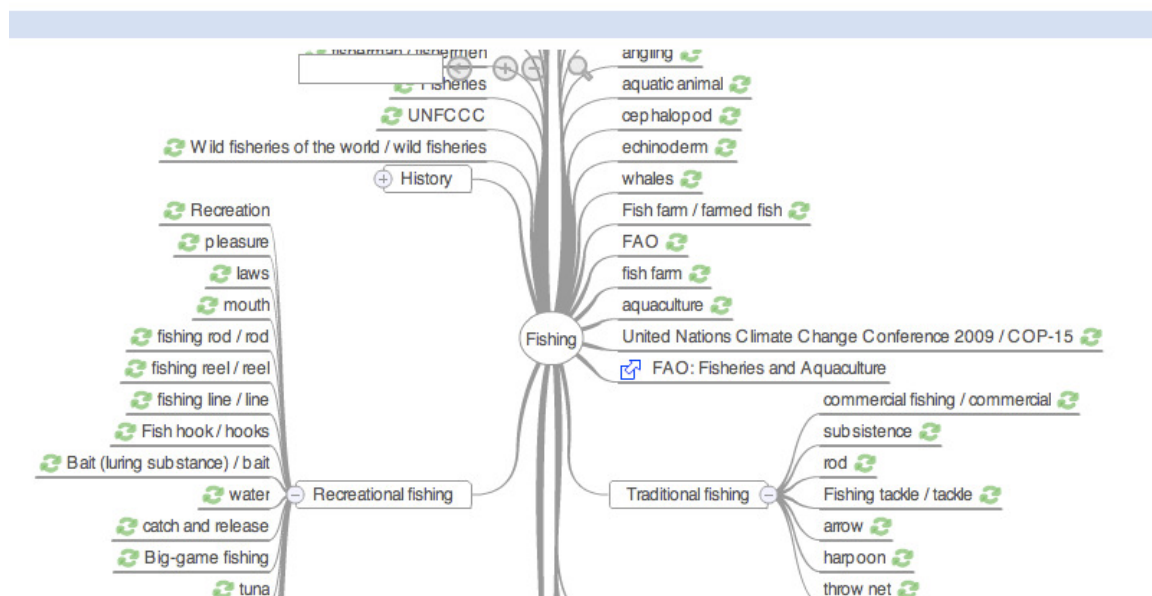 fisherman / fishermen
Fisheries
UNFCCC
Wild fisheries of the world / wild fisheries
History
Recreation
pleasure
laws
mouth
fishing rod / rod
fishing reel / reel
fishing line / line
Fish hook / hooks
Bait (luring substance) / bait
water
Recreational fishing
catch and release
Big-game fishing
tuna
Fishing
angling
aquatic animal
cephalopod
echinoderm
whales
Fish farm / farmed fish
FAO
fish farm
aquaculture
United Nations Climate Change Conference 2009 / COP-15
FAO: Fisheries and Aquaculture
Traditional fishing
commercial fishing / commercial
subsistence
rod
Fishing tackle / tackle
arrow
harpoon
throw net